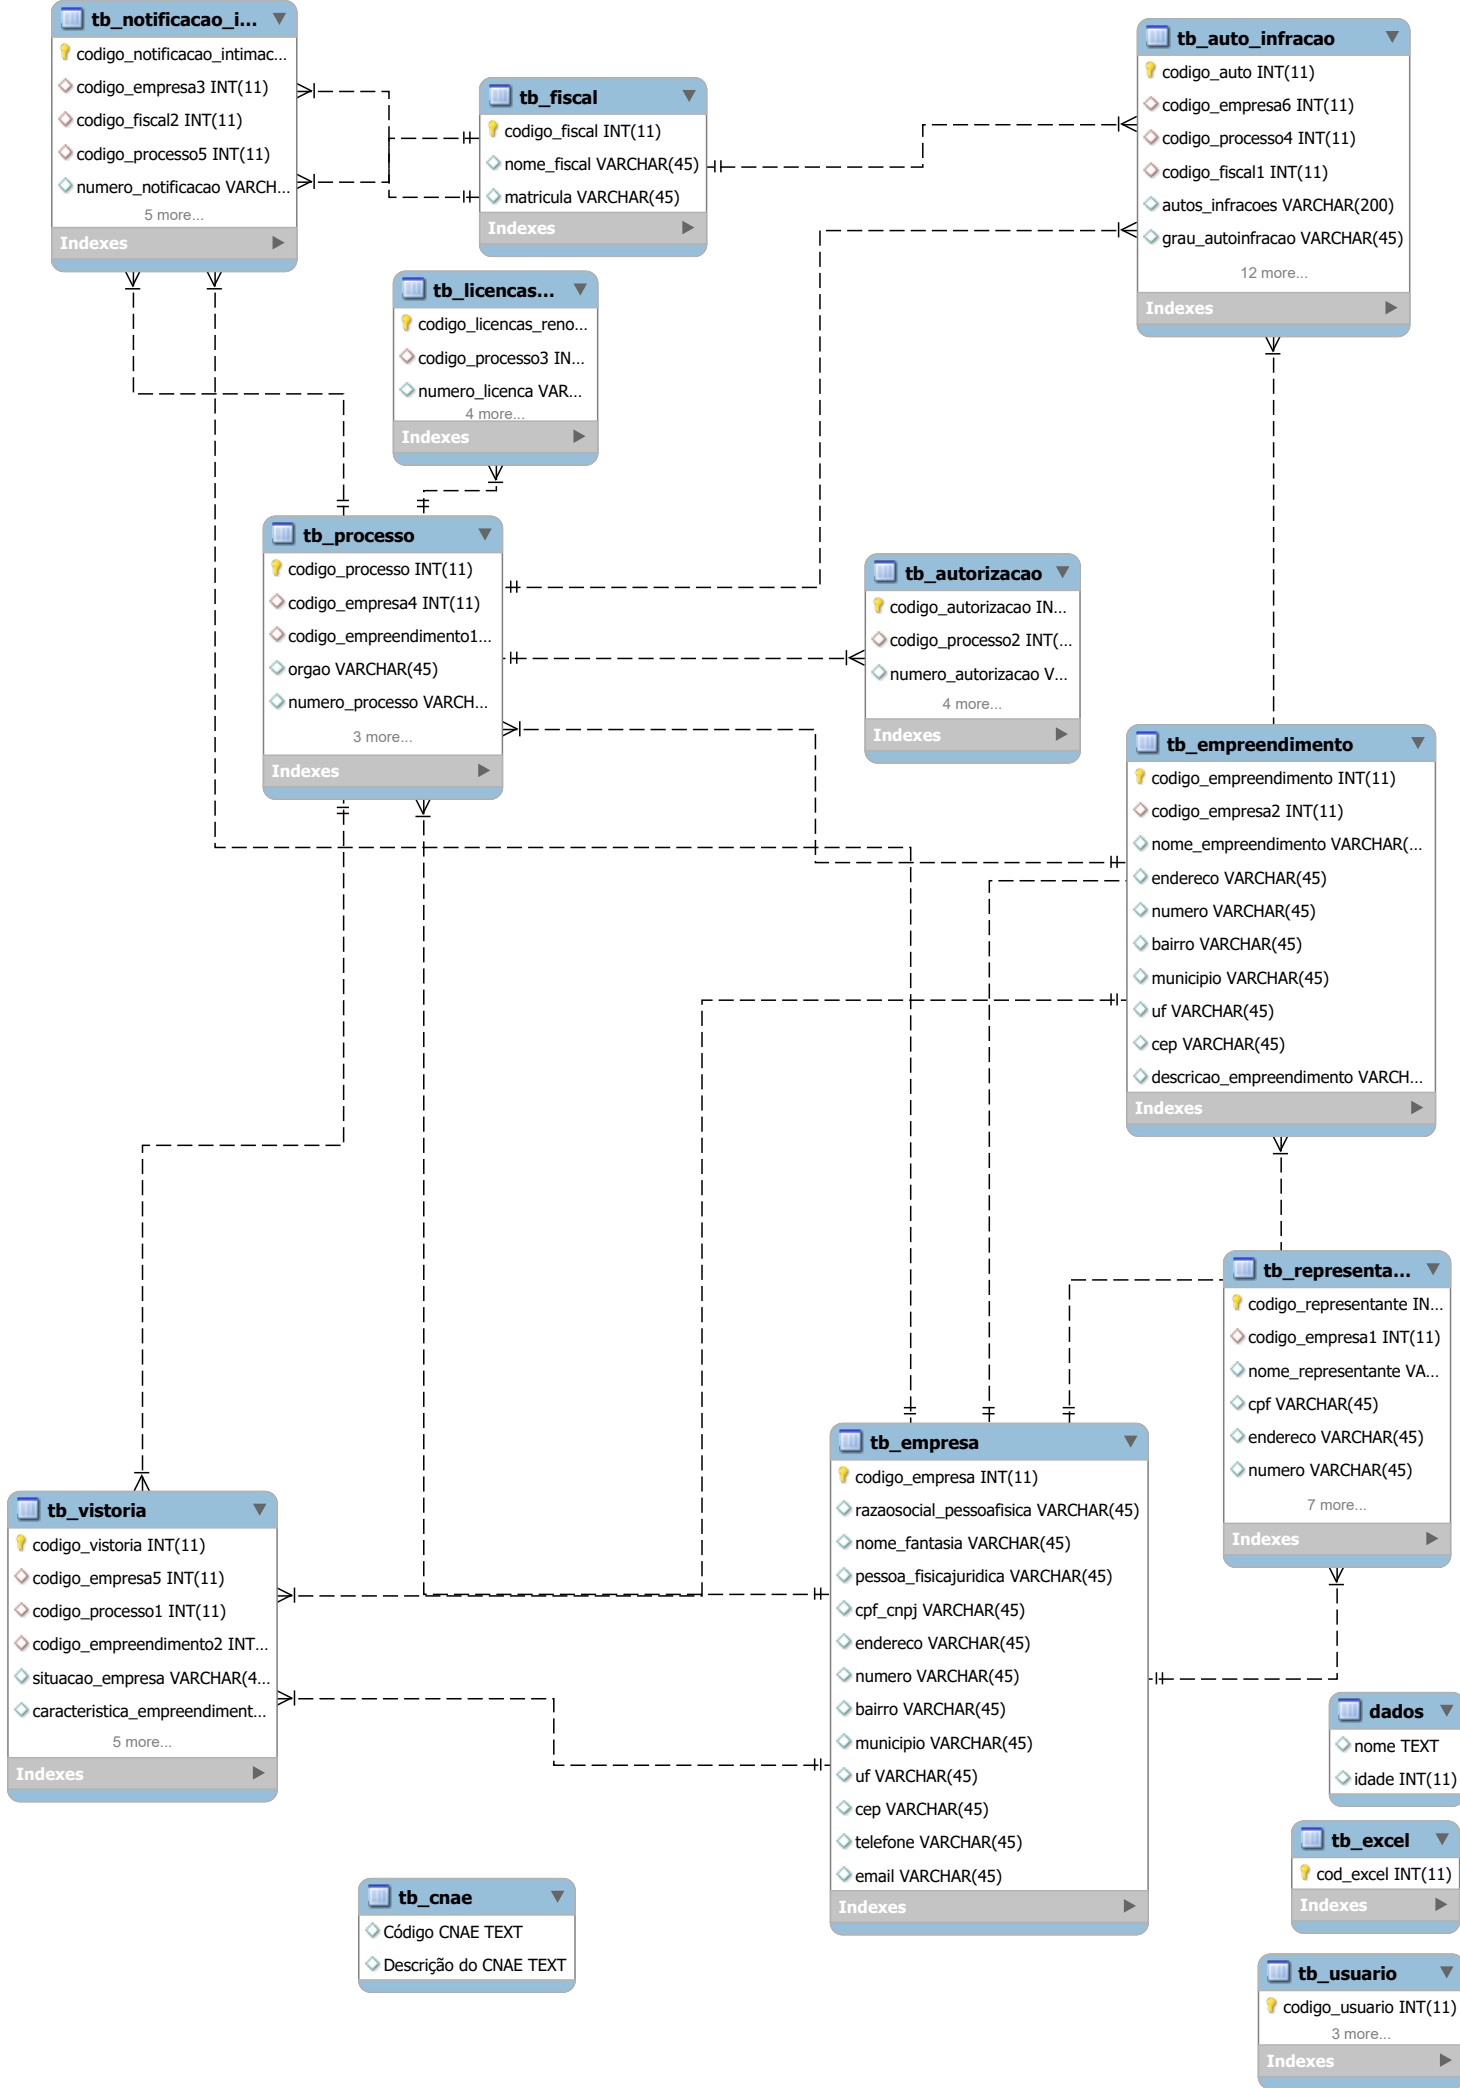 tb_notificacao_i...
codigo_notificacao_intimac...
codigo_empresa3 INT(11)
codigo_fiscal2 INT(11)
codigo_processo5 INT(11)
numero_notificacao VARCH...
5 more...
Indexes
tb_fiscal
codigo_fiscal INT(11)
nome_fiscal VARCHAR(45)
matricula VARCHAR(45)
Indexes
tb_auto_infracao
codigo_auto INT(11)
codigo_empresa6 INT(11)
codigo_processo4 INT(11)
codigo_fiscal1 INT(11)
autos_infracoes VARCHAR(200)
grau_autoinfracao VARCHAR(45)
12 more...
Indexes
tb_licencas...
codigo_licencas_reno...
codigo_processo3 IN...
numero_licenca VAR...
4 more...
Indexes
tb_processo
codigo_processo INT(11)
codigo_empresa4 INT(11)
codigo_empreendimento1...
orgao VARCHAR(45)
numero_processo VARCH...
3 more...
Indexes
tb_autorizacao
codigo_autorizacao IN...
codigo_processo2 INT(...
numero_autorizacao V...
4 more...
Indexes
tb_empreendimento
codigo_empreendimento INT(11)
codigo_empresa2 INT(11)
nome_empreendimento VARCHAR(...
endereco VARCHAR(45)
numero VARCHAR(45)
bairro VARCHAR(45)
municipio VARCHAR(45)
uf VARCHAR(45)
cep VARCHAR(45)
descricao_empreendimento VARCH...
Indexes
tb_representa...
codigo_representante IN...
codigo_empresa1 INT(11)
nome_representante VA...
cpf VARCHAR(45)
endereco VARCHAR(45)
numero VARCHAR(45)
7 more...
Indexes
tb_empresa
codigo_empresa INT(11)
razaosocial_pessoafisica VARCHAR(45)
nome_fantasia VARCHAR(45)
pessoa_fisicajuridica VARCHAR(45)
cpf_cnpj VARCHAR(45)
endereco VARCHAR(45)
numero VARCHAR(45)
bairro VARCHAR(45)
municipio VARCHAR(45)
uf VARCHAR(45)
cep VARCHAR(45)
telefone VARCHAR(45)
email VARCHAR(45)
Indexes
tb_vistoria
codigo_vistoria INT(11)
codigo_empresa5 INT(11)
codigo_processo1 INT(11)
codigo_empreendimento2 INT...
situacao_empresa VARCHAR(4...
caracteristica_empreendiment...
5 more...
Indexes
dados
nome TEXT
idade INT(11)
tb_excel
cod_excel INT(11)
Indexes
tb_cnae
Código CNAE TEXT
Descrição do CNAE TEXT
tb_usuario
codigo_usuario INT(11)
3 more...
Indexes